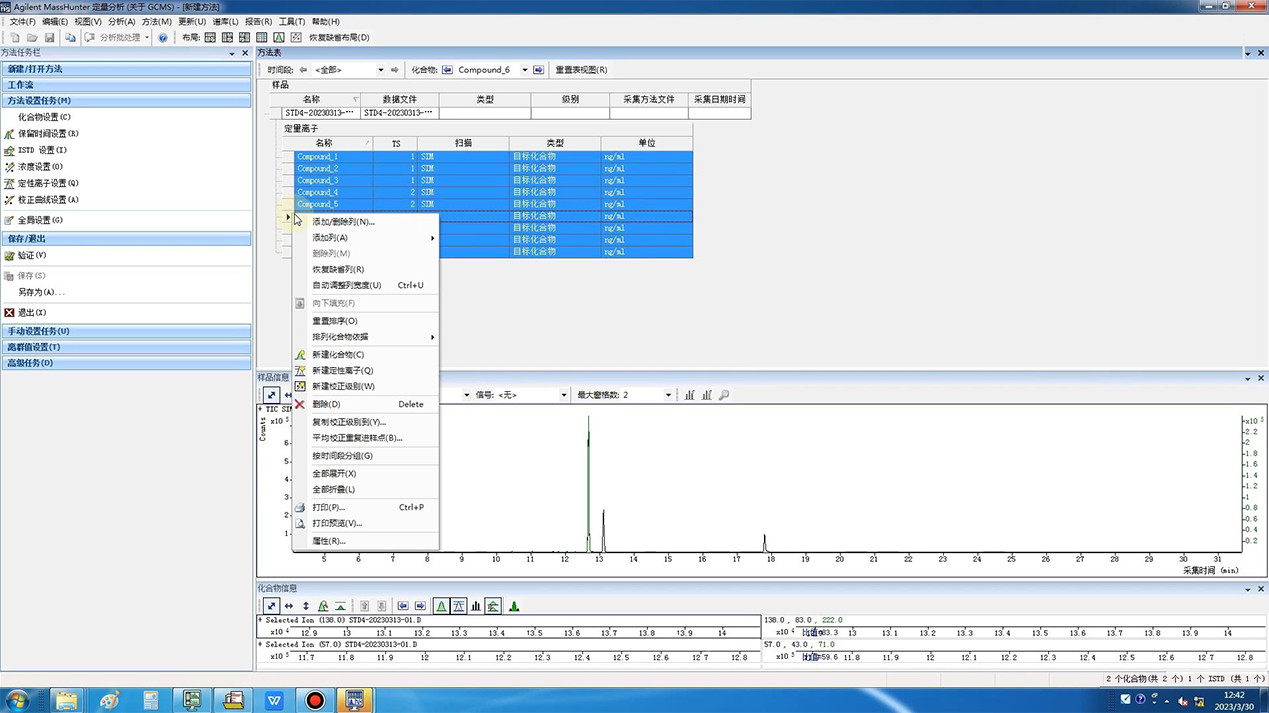 Agilent MassHunter 定量分析 (关于 GCMS) - [新建方法]
文件(F) 编辑(E) 视图(V) 分析(A) 方法(M) 更新(U) 谱库(L) 报告(R) 工具(T) 帮助(H)
分析批处理 布局: 恢复缺省布局(D)
方法任务栏
新建/打开方法
工作流
方法设置任务(M)
化合物设置(C)
保留时间设置(R)
ISTD 设置(I)
浓度设置(O)
定性离子设置(Q)
校正曲线设置(A)
全局设置(G)
保存/退出
验证(V)
保存(S)
另存为(A)...
退出(X)
手动设置任务(U)
离群值设置(T)
高级任务(D)
方法表
时间段: <全部> 化合物: Compound_6 重置表视图(R)
样品
名称 数据文件 类型 级别 采集方法文件 采集日期时间
STD4-20230313-··· STD4-20230313-···
定量离子
名称 TS 扫描 类型 单位
Compound_1 1 SIM 目标化合物 ng/ml
Compound_2 1 SIM 目标化合物 ng/ml
Compound_3 1 SIM 目标化合物 ng/ml
Compound_4 2 SIM 目标化合物 ng/ml
Compound_5 2 SIM 目标化合物 ng/ml
目标化合物 ng/ml
目标化合物 ng/ml
目标化合物 ng/ml
目标化合物 ng/ml
添加/删除列(N)...
添加列(A)
删除列(M)
恢复缺省列(R)
自动调整列宽度(U) Ctrl+U
向下填充(F)
重置排序(O)
排列化合物依据
新建化合物(C)
新建定性离子(Q)
新建校正级别(W)
删除(D) Delete
复制校正级别到(Y)...
平均校正重复进样点(B)...
按时间段分组(G)
全部展开(X)
全部折叠(L)
打印(P)... Ctrl+P
打印预览(V)...
属性(R)...
样品信息
信号: <无> 最大窗格数: 2
+ TIC SIM
Counts
x10 5
5-
4-
3-
2-
1-
x10 5
2.2
2
1.8
1.6
1.4
1.2
1
0.8
0.6
0.4
0.2
5 6 7 8 9 10 11 12 13 14 15 16 17 18 19 20 21 22 23 24 25 26 27 28 29 30 31
采集时间 (min)
化合物信息
+ Selected Ion (138.0) STD4-20230313-01.D
x10 4 12.9 13 13.1 13.2 13.3 13.4 13.5 13.6 13.7 13.8 13.9 14
138.0 , 83.0 , 222.0
x10 4 比值=83.3 13 13.1 13.2 13.3 13.4 13.5 13.6 13.7 13.8 13.9 14
+ Selected Ion (57.0) STD4-20230313-01.D
x10 5 11.7 11.8 11.9 12 12.1 12.2 12.3 12.4 12.5 12.6 12.7 12.8
57.0 , 43.0 , 71.0
x10 5 比值=59.6 11.8 11.9 12 12.1 12.2 12.3 12.4 12.5 12.6 12.7 12.8
2 个化合物(共 2 个) 1 个 ISTD (共 1 个)
12:42
2023/3/30